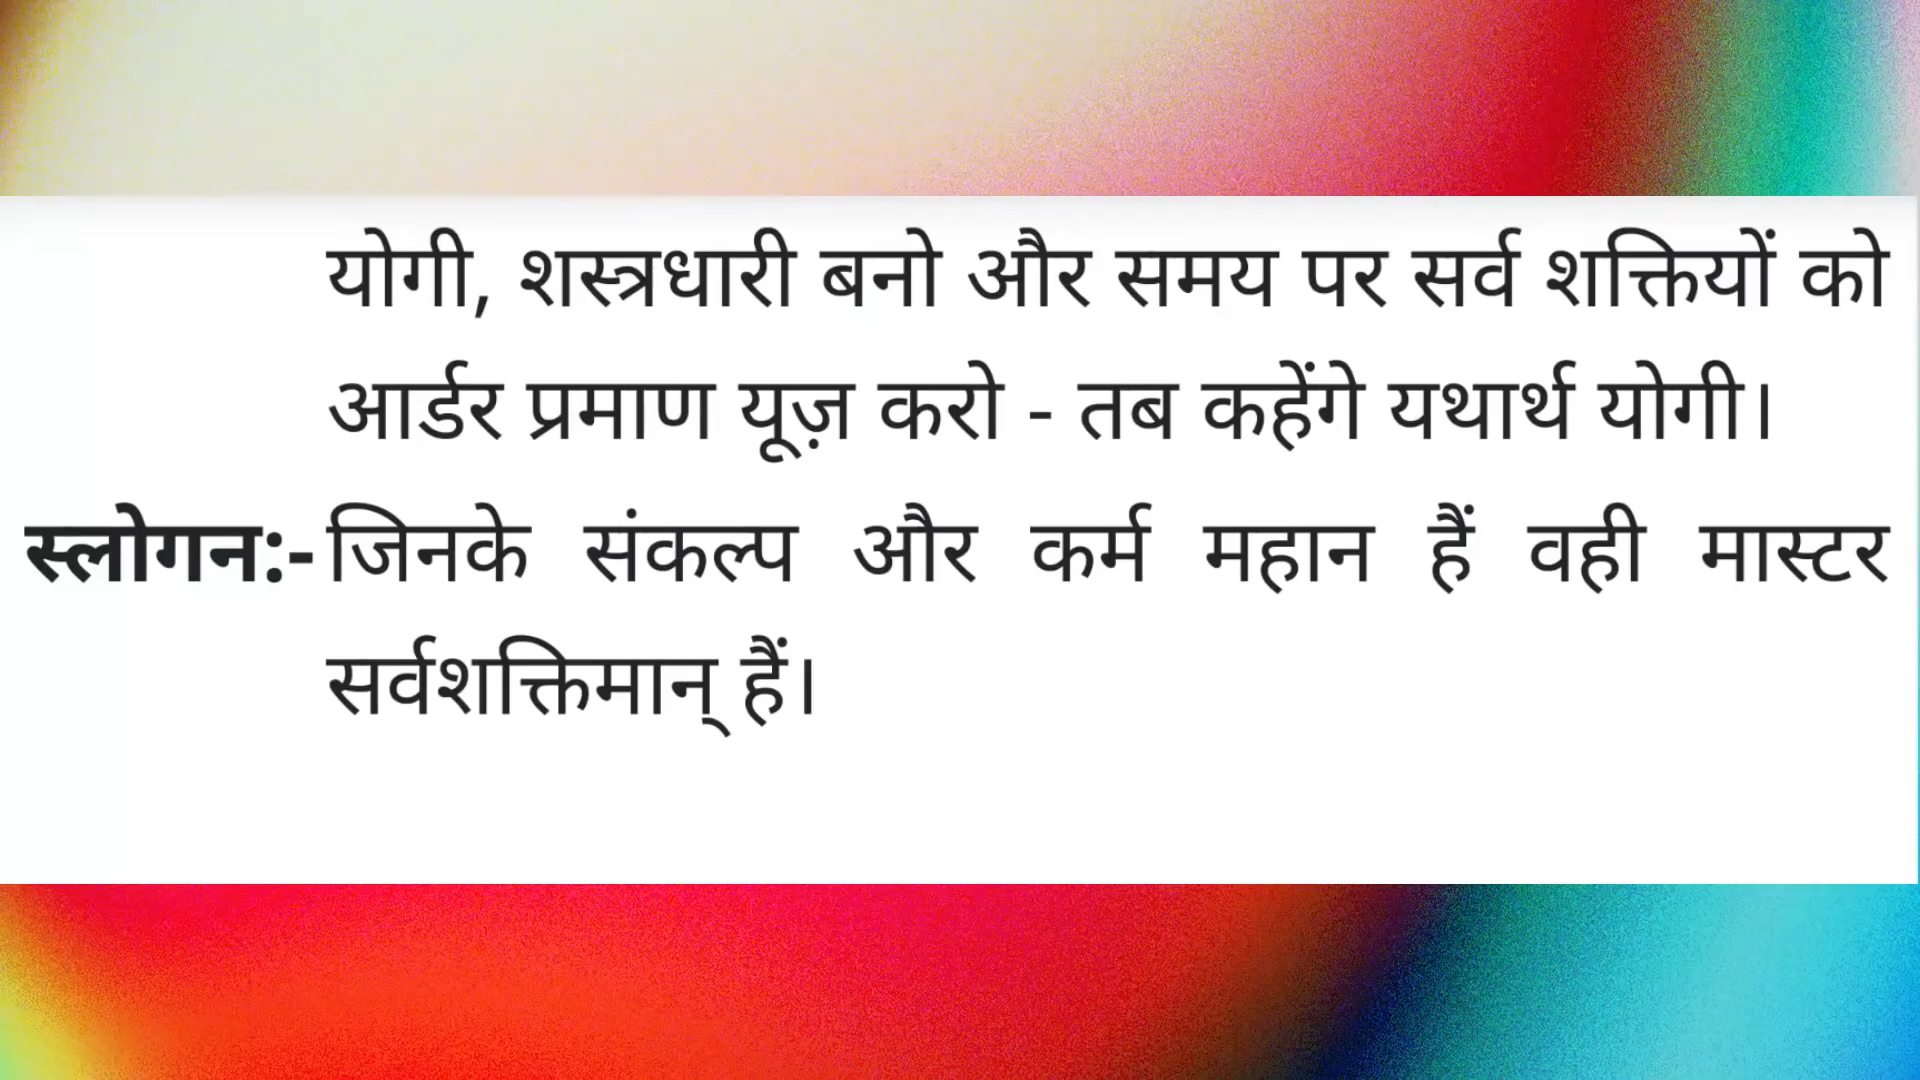 योगी, शस्त्रधारी बनो और समय पर सर्व शक्तियों को
आर्डर प्रमाण यूज़ करो - तब कहेंगे यथार्थ योगी।
स्लोगन:- जिनके संकल्प और कर्म महान हैं वही मास्टर
सर्वशक्तिमान् हैं।